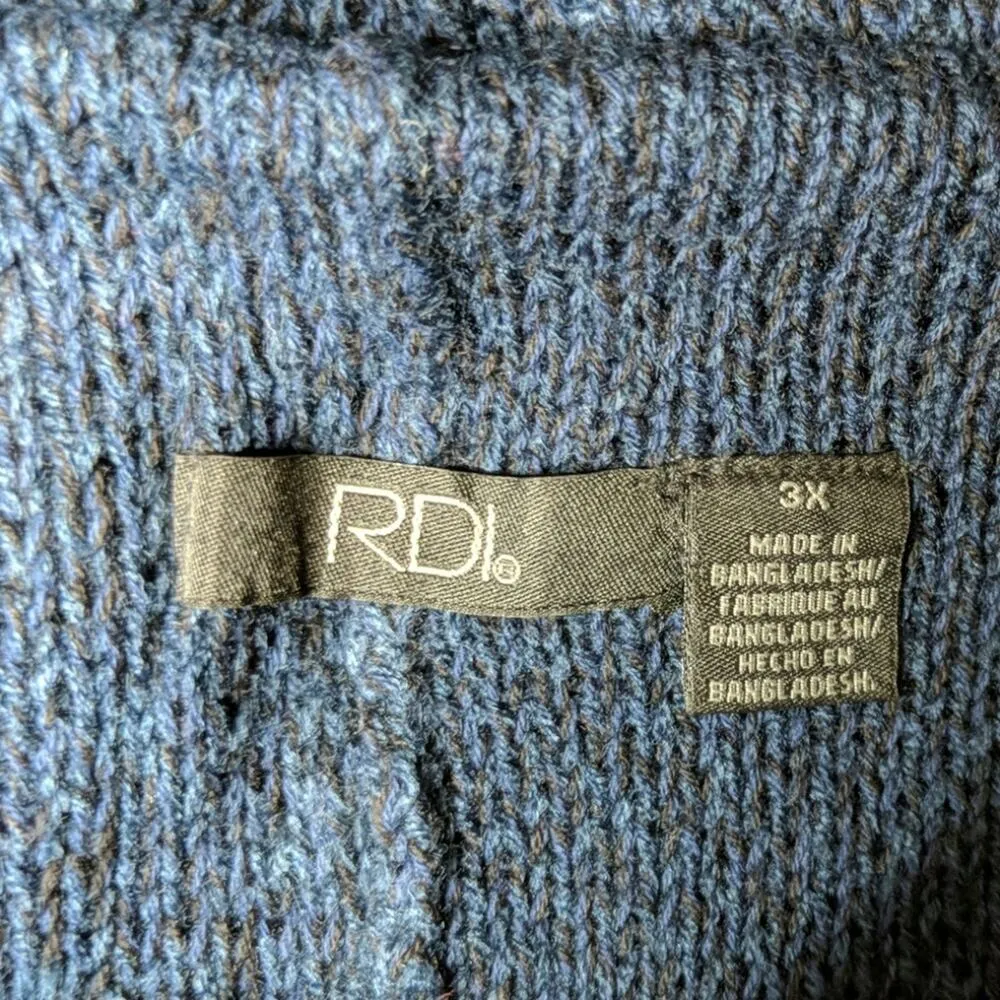 RDI®
3X
MADE IN
BANGLADESH/
FABRIQUE AU
BANGLADESH/
HECHO EN
BANGLADESH.